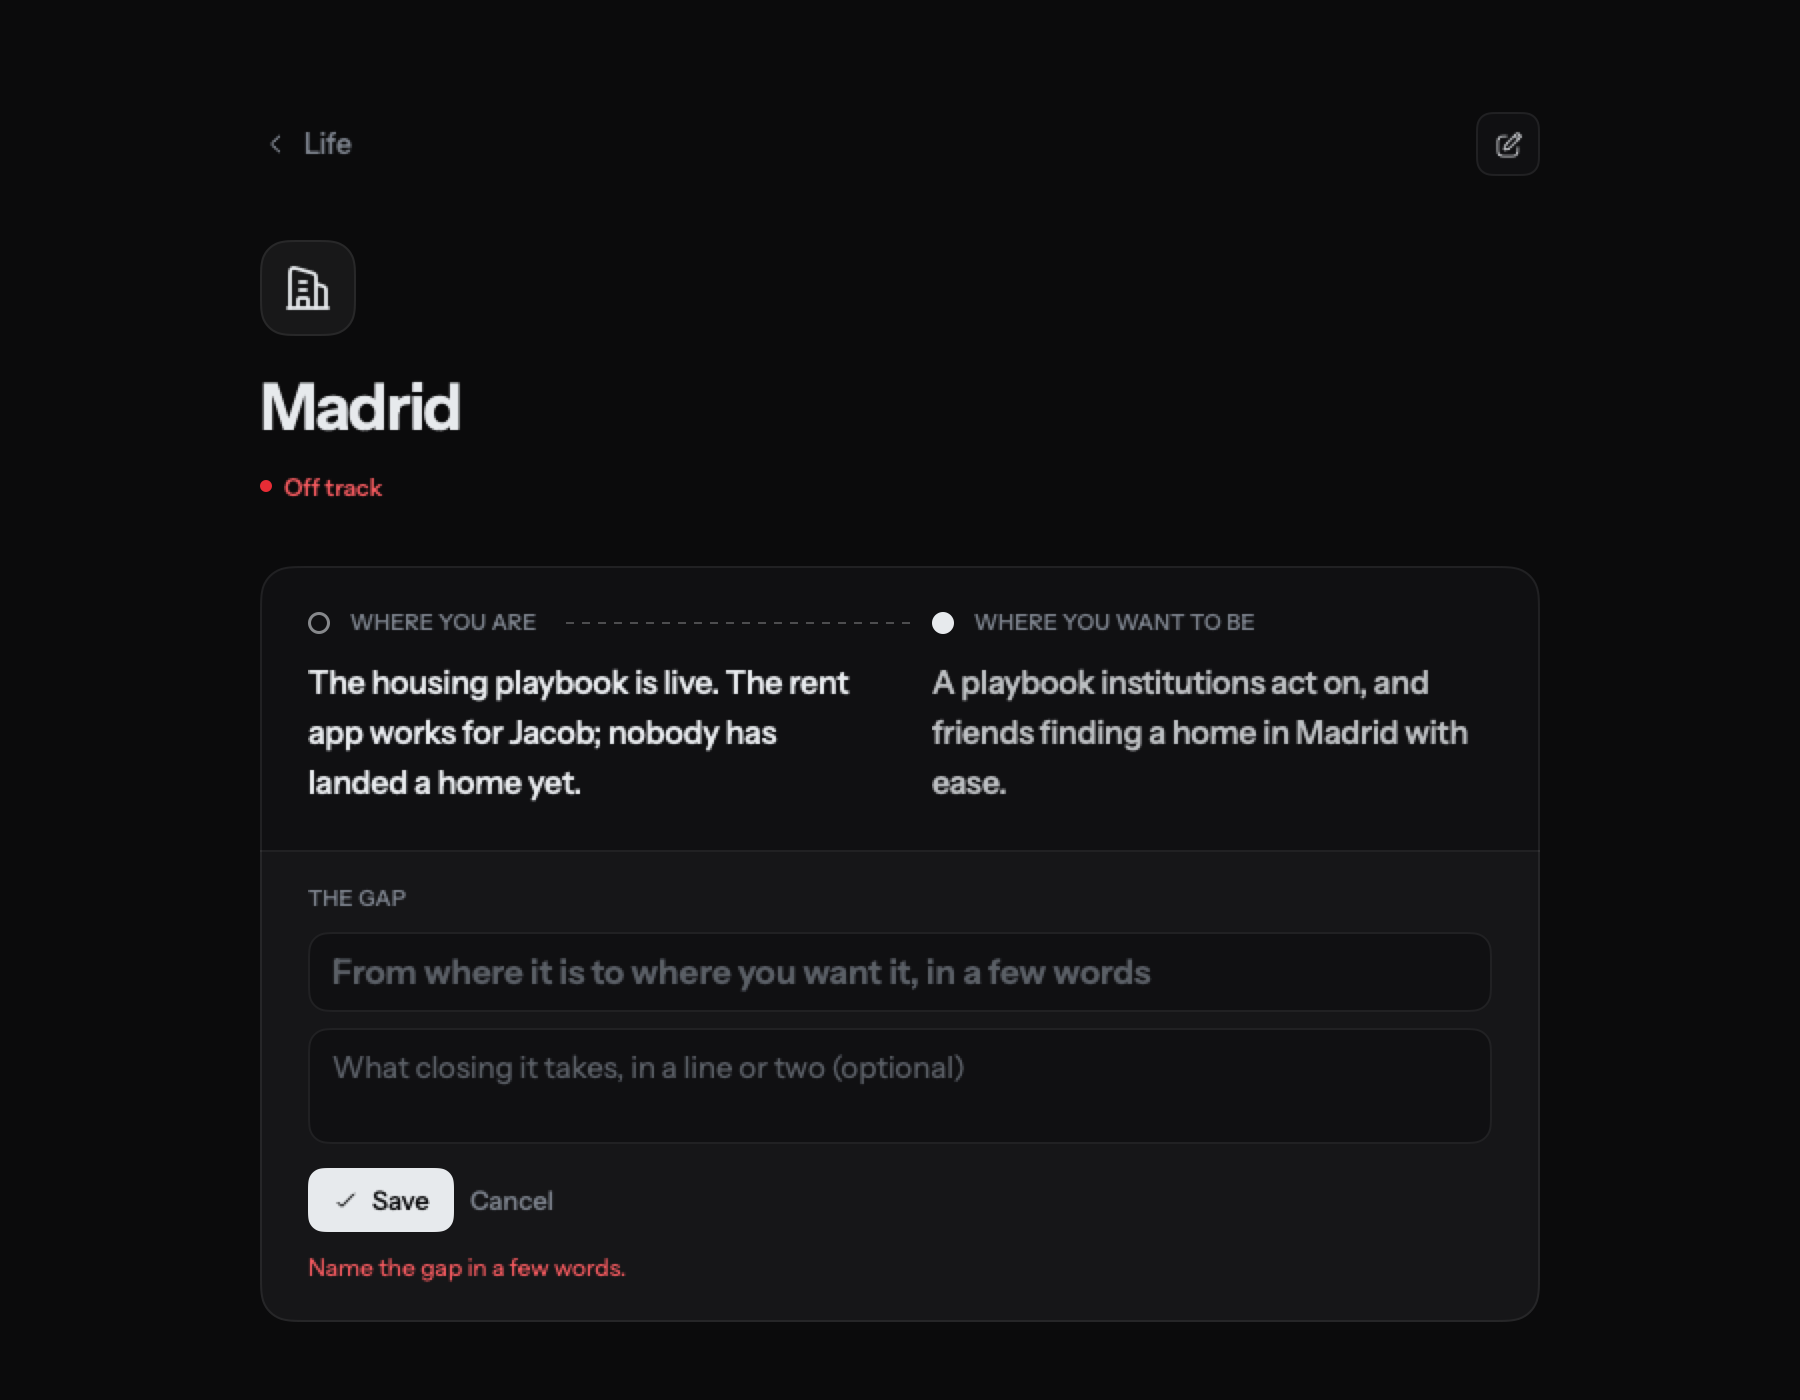 Life
Madrid
Off track
WHERE YOU ARE
The housing playbook is live. The rent
app works for Jacob; nobody has
landed a home yet.
WHERE YOU WANT TO BE
A playbook institutions act on, and
friends finding a home in Madrid with
ease.
THE GAP
From where it is to where you want it, in a few words
What closing it takes, in a line or two (optional)
Save
Cancel
Name the gap in a few words.